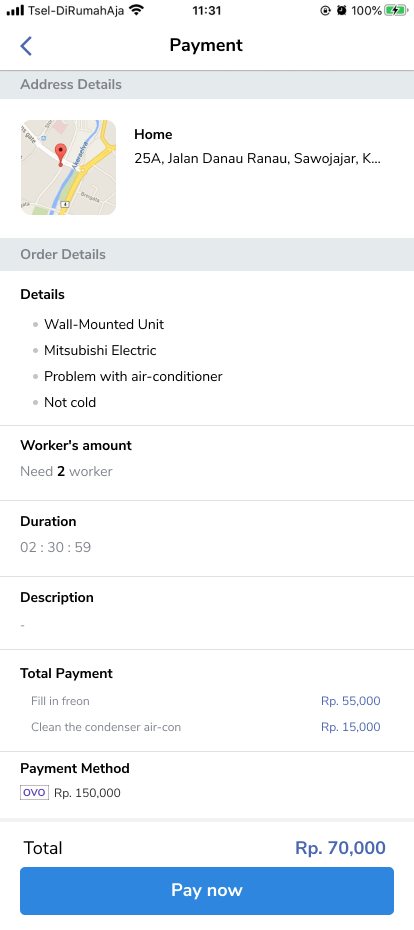 Tsel-DiRumahAja 11:31 100%
Payment
Address Details
Home
25A, Jalan Danau Ranau, Sawojajar, K...
Order Details
Details
Wall-Mounted Unit
Mitsubishi Electric
Problem with air-conditioner
Not cold
Worker's amount
Need 2 worker
Duration
02 : 30 : 59
Description
-
Total Payment
Fill in freon Rp. 55,000
Clean the condenser air-con Rp. 15,000
Payment Method
OVO Rp. 150,000
Total Rp. 70,000
Pay now